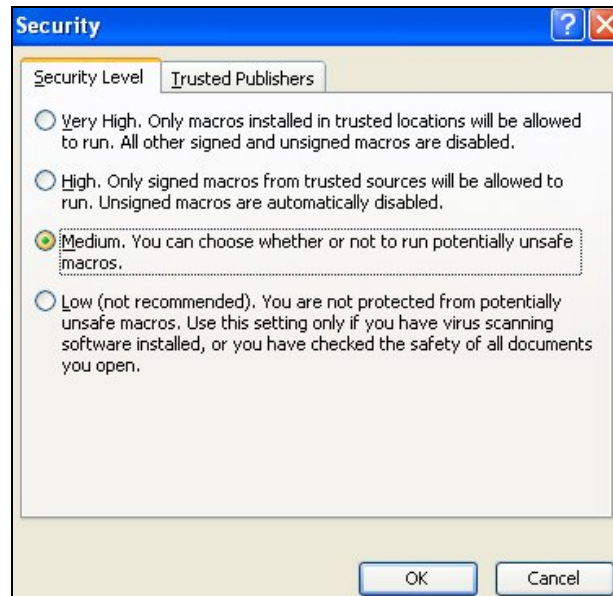 Security
Security Level Trusted Publishers
Very High. Only macros installed in trusted locations will be allowed
to run. All other signed and unsigned macros are disabled.
High. Only signed macros from trusted sources will be allowed to
run. Unsigned macros are automatically disabled.
Medium. You can choose whether or not to run potentially unsafe
macros.
Low (not recommended). You are not protected from potentially
unsafe macros. Use this setting only if you have virus scanning
software installed, or you have checked the safety of all documents
you open.
OK Cancel